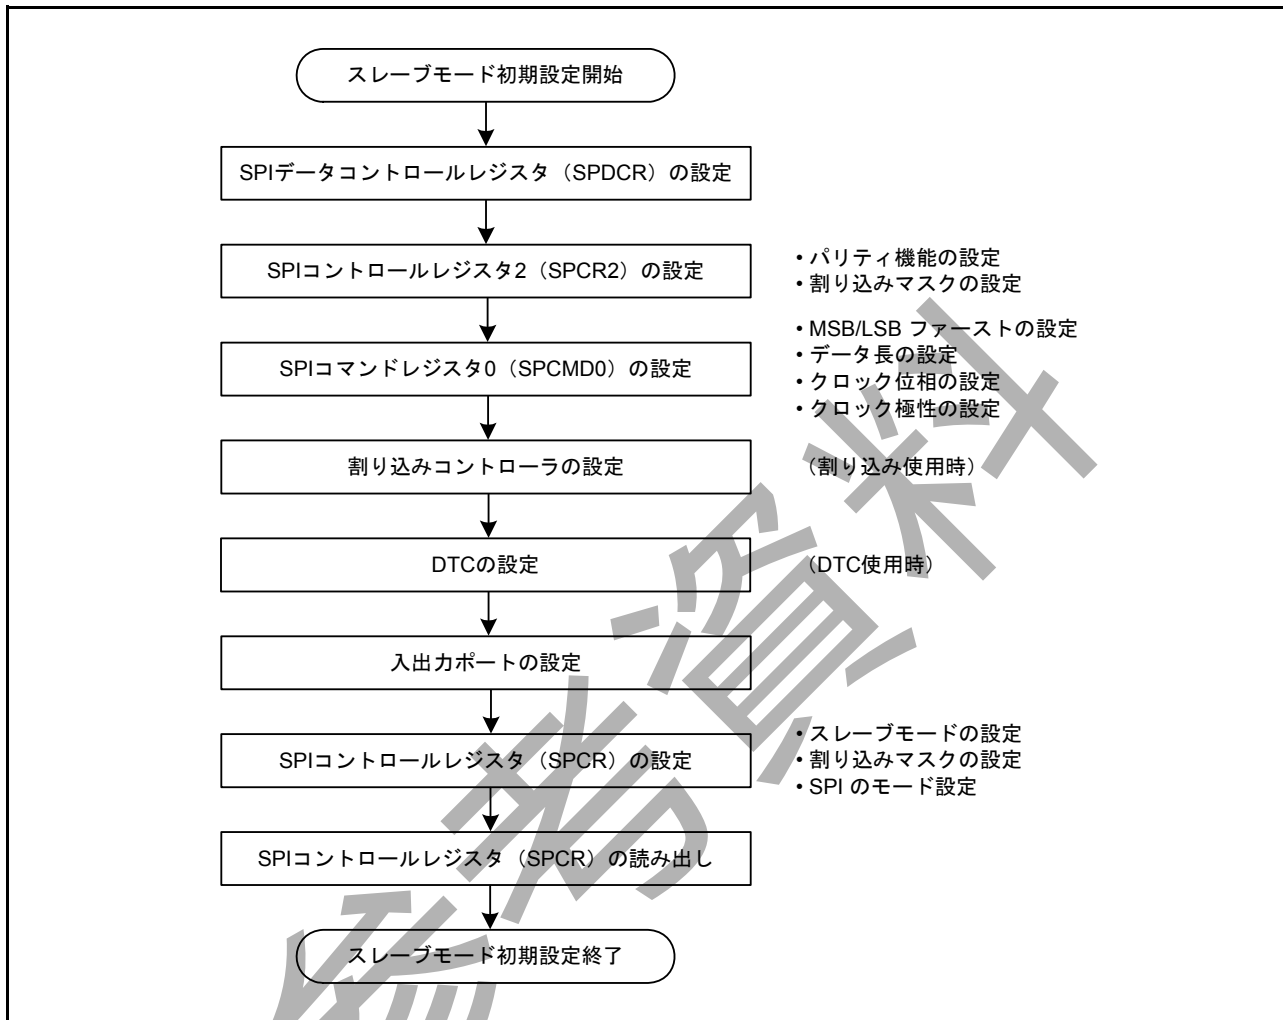 スレーブモード初期設定開始
SPIデータコントロールレジスタ（SPDCR）の設定
SPIコントロールレジスタ2（SPCR2）の設定
• パリティ機能の設定
• 割り込みマスクの設定
SPIコマンドレジスタ0（SPCMD0）の設定
• MSB/LSB ファーストの設定
• データ長の設定
• クロック位相の設定
• クロック極性の設定
割り込みコントローラの設定
（割り込み使用時）
DTCの設定
（DTC使用時）
入出力ポートの設定
SPIコントロールレジスタ（SPCR）の設定
• スレーブモードの設定
• 割り込みマスクの設定
• SPI のモード設定
SPIコントロールレジスタ（SPCR）の読み出し
スレーブモード初期設定終了
参考資料